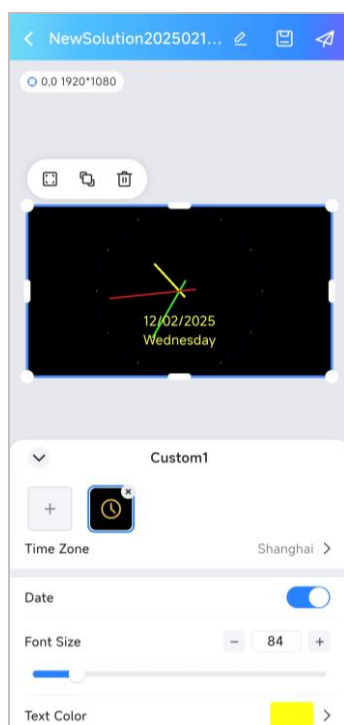 NewSolution2025021...
0,0 1920*1080
12/02/2025
Wednesday
Custom1
Time Zone
Shanghai
Date
Font Size
84
Text Color